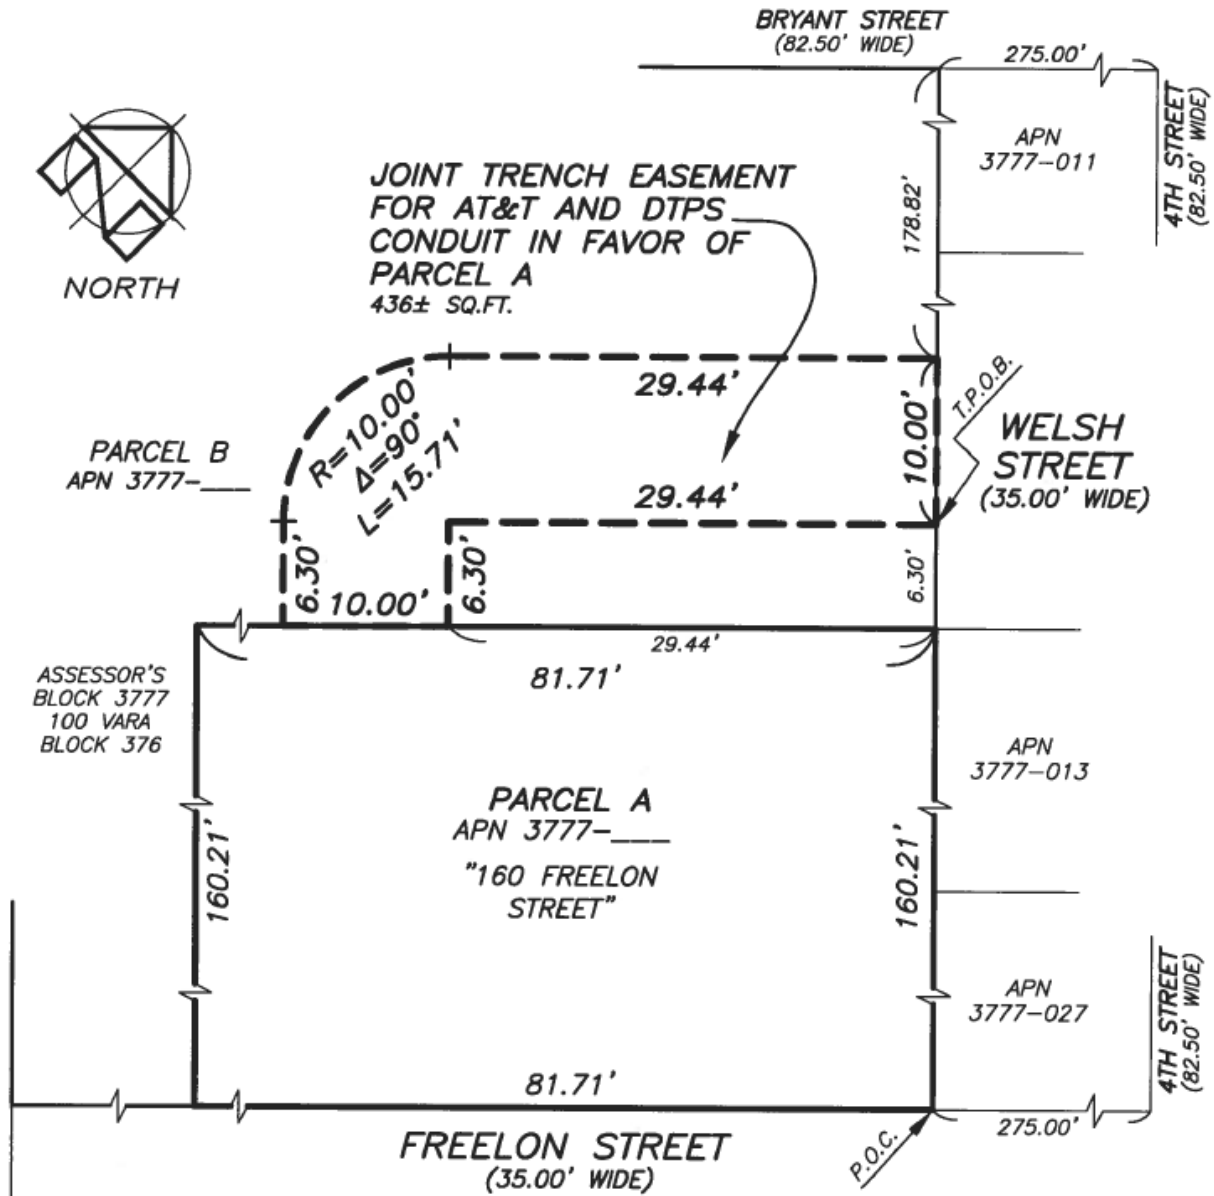 BRYANT STREET
(82.50' WIDE)
275.00'
4TH STREET
(82.50' WIDE)
APN
3777-011
178.82'
NORTH
JOINT TRENCH EASEMENT
FOR AT&T AND DTPS
CONDUIT IN FAVOR OF
PARCEL A
436± SQ.FT.
29.44'
R=10.00'
Δ=90°
L=15.71'
T.P.O.B.
10.00'
WELSH
STREET
(35.00' WIDE)
PARCEL B
APN 3777-___
29.44'
6.30'
10.00'
6.30'
6.30'
29.44'
81.71'
ASSESSOR'S
BLOCK 3777
100 VARA
BLOCK 376
APN
3777-013
PARCEL A
APN 3777-___
"160 FREELON
STREET"
160.21'
160.21'
APN
3777-027
4TH STREET
(82.50' WIDE)
81.71'
275.00'
P.O.C.
FREELON STREET
(35.00' WIDE)